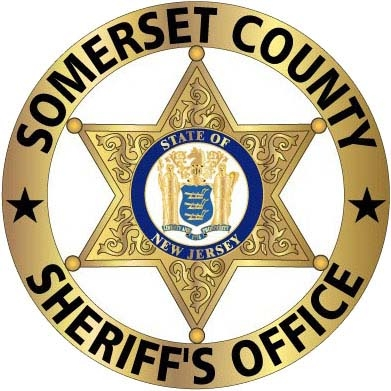 SOMERSET COUNTY
STATE OF
NEW JERSEY
SHERIFF'S OFFICE